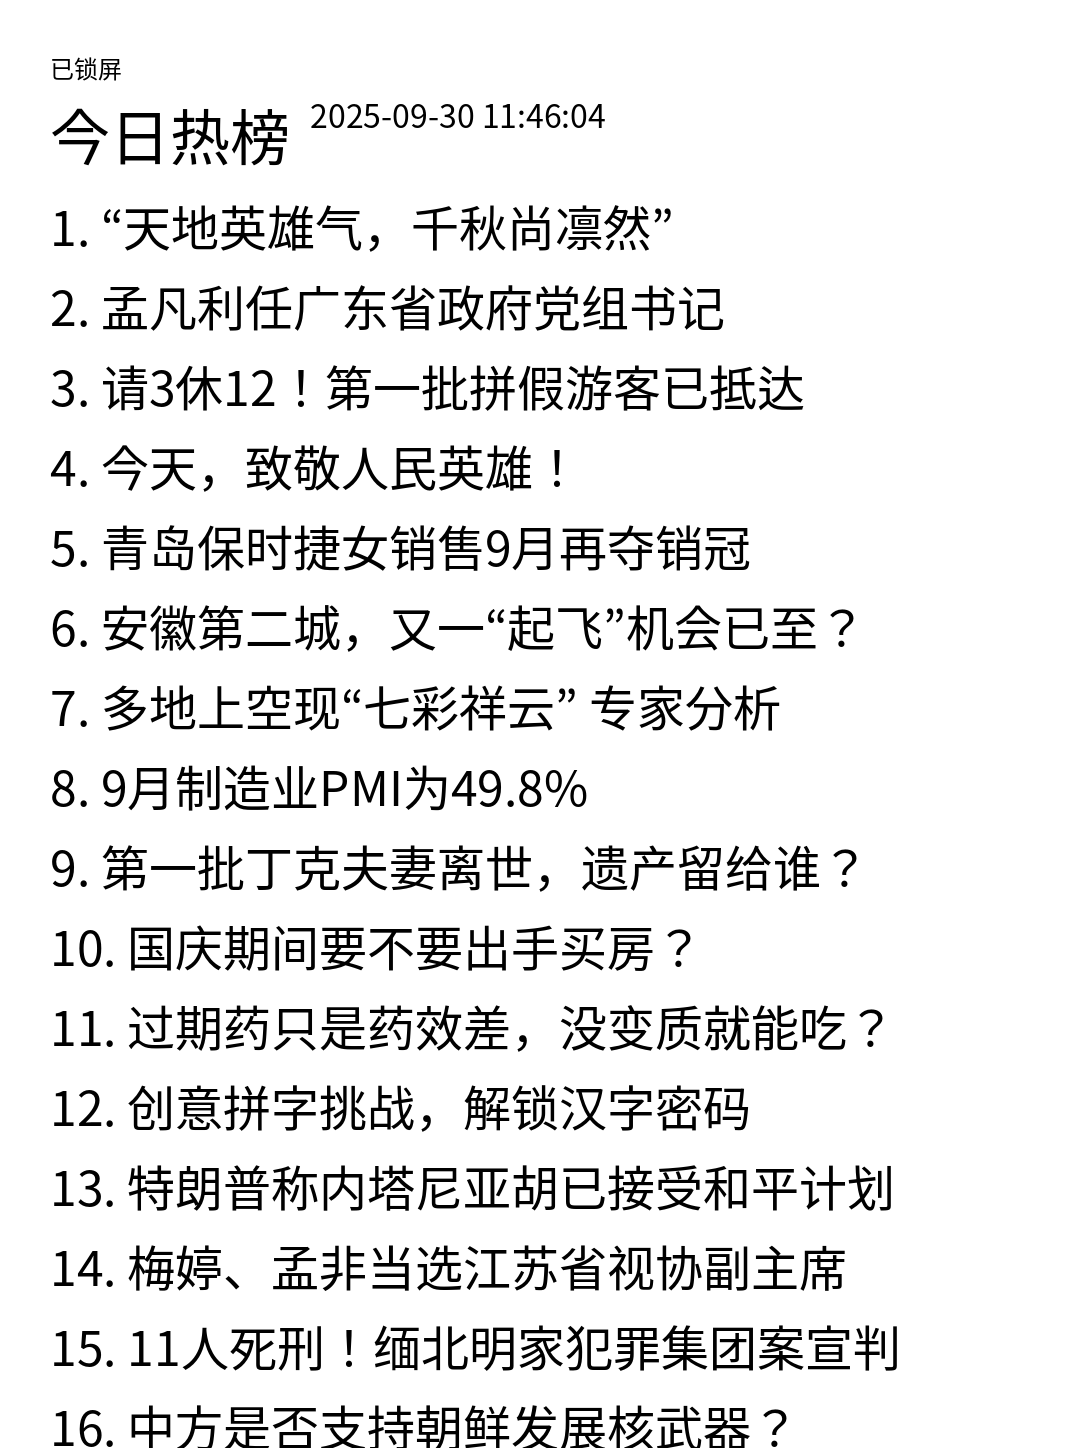 已锁屏
今日热榜 2025-09-30 11:46:04
1. “天地英雄气，千秋尚凛然”
2. 孟凡利任广东省政府党组书记
3. 请3休12！第一批拼假游客已抵达
4. 今天，致敬人民英雄！
5. 青岛保时捷女销售9月再夺销冠
6. 安徽第二城，又一“起飞”机会已至？
7. 多地上空现“七彩祥云” 专家分析
8. 9月制造业PMI为49.8%
9. 第一批丁克夫妻离世，遗产留给谁？
10. 国庆期间要不要出手买房？
11. 过期药只是药效差，没变质就能吃？
12. 创意拼字挑战，解锁汉字密码
13. 特朗普称内塔尼亚胡已接受和平计划
14. 梅婷、孟非当选江苏省视协副主席
15. 11人死刑！缅北明家犯罪集团案宣判
16. 中方是否支持朝鲜发展核武器？